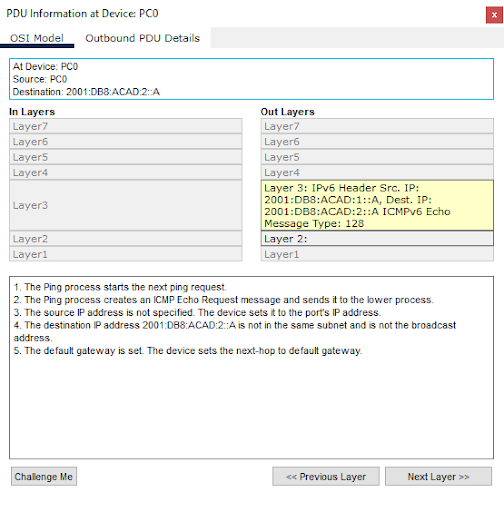 PDU Information at Device: PC0
x
OSI Model
Outbound PDU Details
At Device: PC0
Source: PC0
Destination: 2001:DB8:ACAD:2::A
In Layers
Out Layers
Layer7
Layer7
Layer6
Layer6
Layer5
Layer5
Layer4
Layer4
Layer3
Layer 3: IPv6 Header Src. IP:
2001:DB8:ACAD:1::A, Dest. IP:
2001:DB8:ACAD:2::A ICMPv6 Echo
Message Type: 128
Layer2
Layer 2:
Layer1
Layer1
1. The Ping process starts the next ping request.
2. The Ping process creates an ICMP Echo Request message and sends it to the lower process.
3. The source IP address is not specified. The device sets it to the port's IP address.
4. The destination IP address 2001:DB8:ACAD:2::A is not in the same subnet and is not the broadcast
address.
5. The default gateway is set. The device sets the next-hop to default gateway.
Challenge Me
<< Previous Layer
Next Layer >>